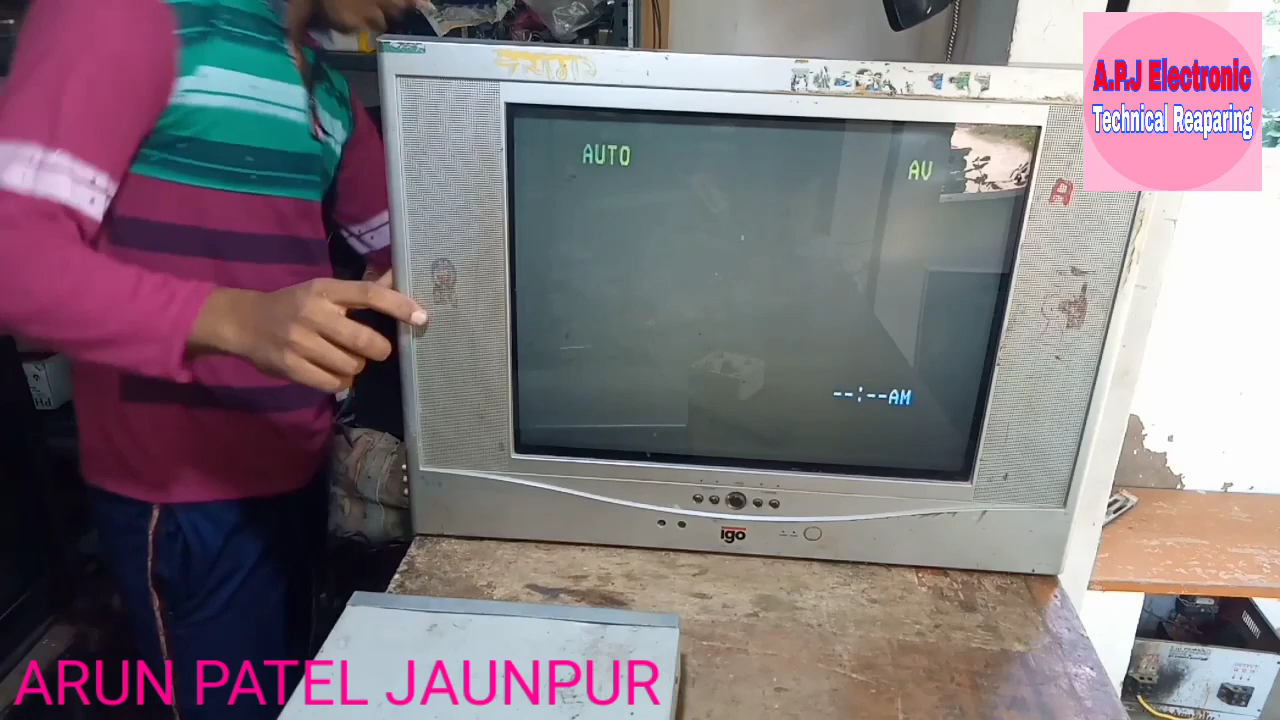 A.R.J Electronic
Technical Reaparing
AUTO
AV
--:--AM
igo
ARUN PATEL JAUNPUR